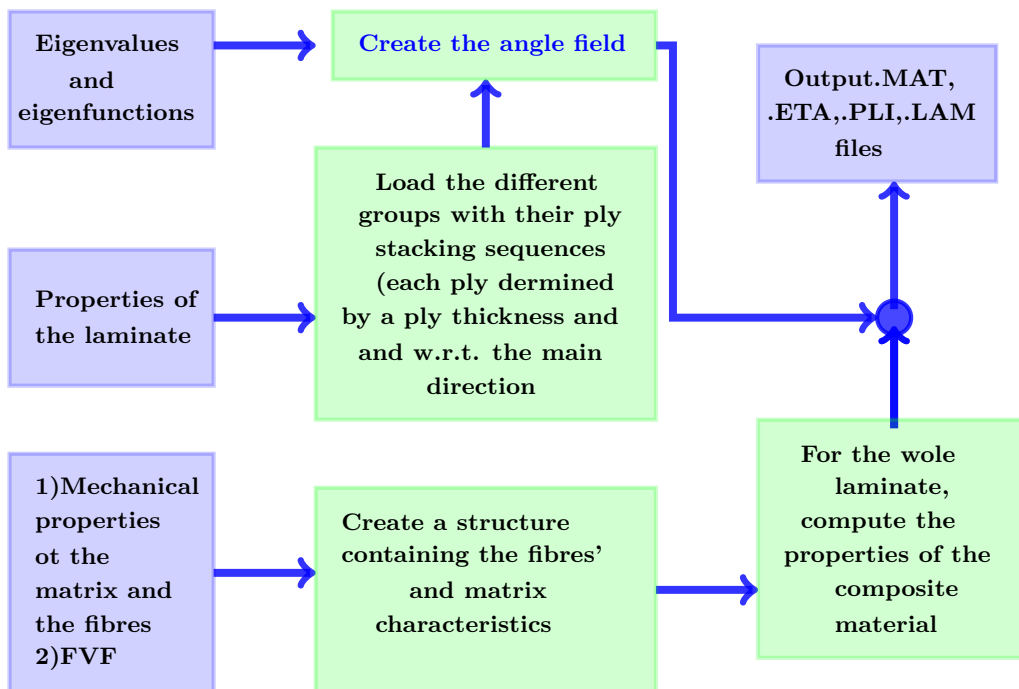 Eigenvalues
and
eigenfunctions
Create the angle field
Output.MAT,
.ETA,.PLI,.LAM
files
Load the different
groups with their ply
stacking sequences
(each ply dermined
by a ply thickness and
and w.r.t. the main
direction
Properties of
the laminate
1)Mechanical
properties
ot the
matrix and
the fibres
2)FVF
Create a structure
containing the fibres'
and matrix
characteristics
For the wole
laminate,
compute the
properties of the
composite
material